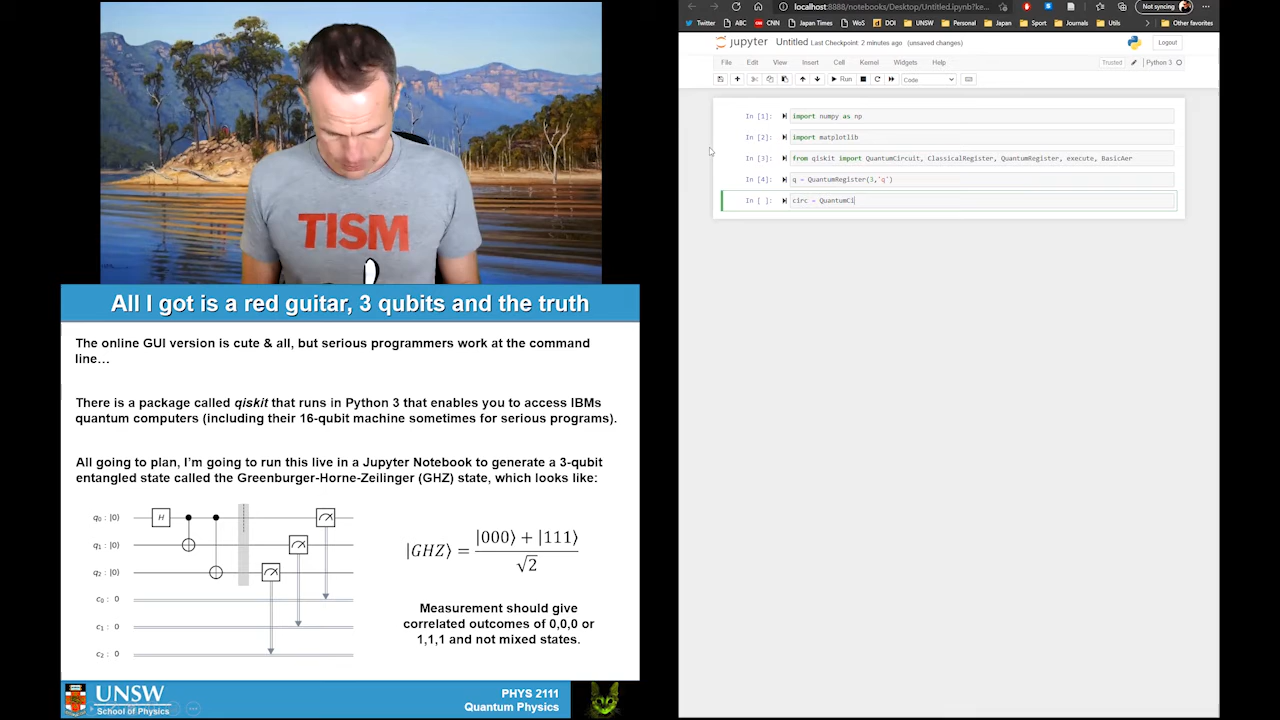 TISM
All I got is a red guitar, 3 qubits and the truth
The online GUI version is cute & all, but serious programmers work at the command
line…
There is a package called qiskit that runs in Python 3 that enables you to access IBMs
quantum computers (including their 16-qubit machine sometimes for serious programs).
All going to plan, I'm going to run this live in a Jupyter Notebook to generate a 3-qubit
entangled state called the Greenburger-Horne-Zeilinger (GHZ) state, which looks like:
q₀ : |0⟩
H
q₁ : |0⟩
q₂ : |0⟩
c₀ : 0
c₁ : 0
c₂ : 0
|GHZ⟩ = |000⟩ + |111⟩
√2
Measurement should give
correlated outcomes of 0,0,0 or
1,1,1 and not mixed states.
UNSW
School of Physics
PHYS 2111
Quantum Physics
localhost:8888/notebooks/Desktop/Untitled.ipynb?ke...
Not syncing
Twitter ABC CNN Japan Times WoS DOI UNSW Personal Japan Sport Journals Utils Other favorites
jupyter Untitled Last Checkpoint: 2 minutes ago (unsaved changes)
Logout
File Edit View Insert Cell Kernel Widgets Help
Trusted Python 3
Run Code
In [1]: import numpy as np
In [2]: import matplotlib
In [3]: from qiskit import QuantumCircuit, ClassicalRegister, QuantumRegister, execute, BasicAer
In [4]: q = QuantumRegister(3,'q')
In [ ]: circ = QuantumCi